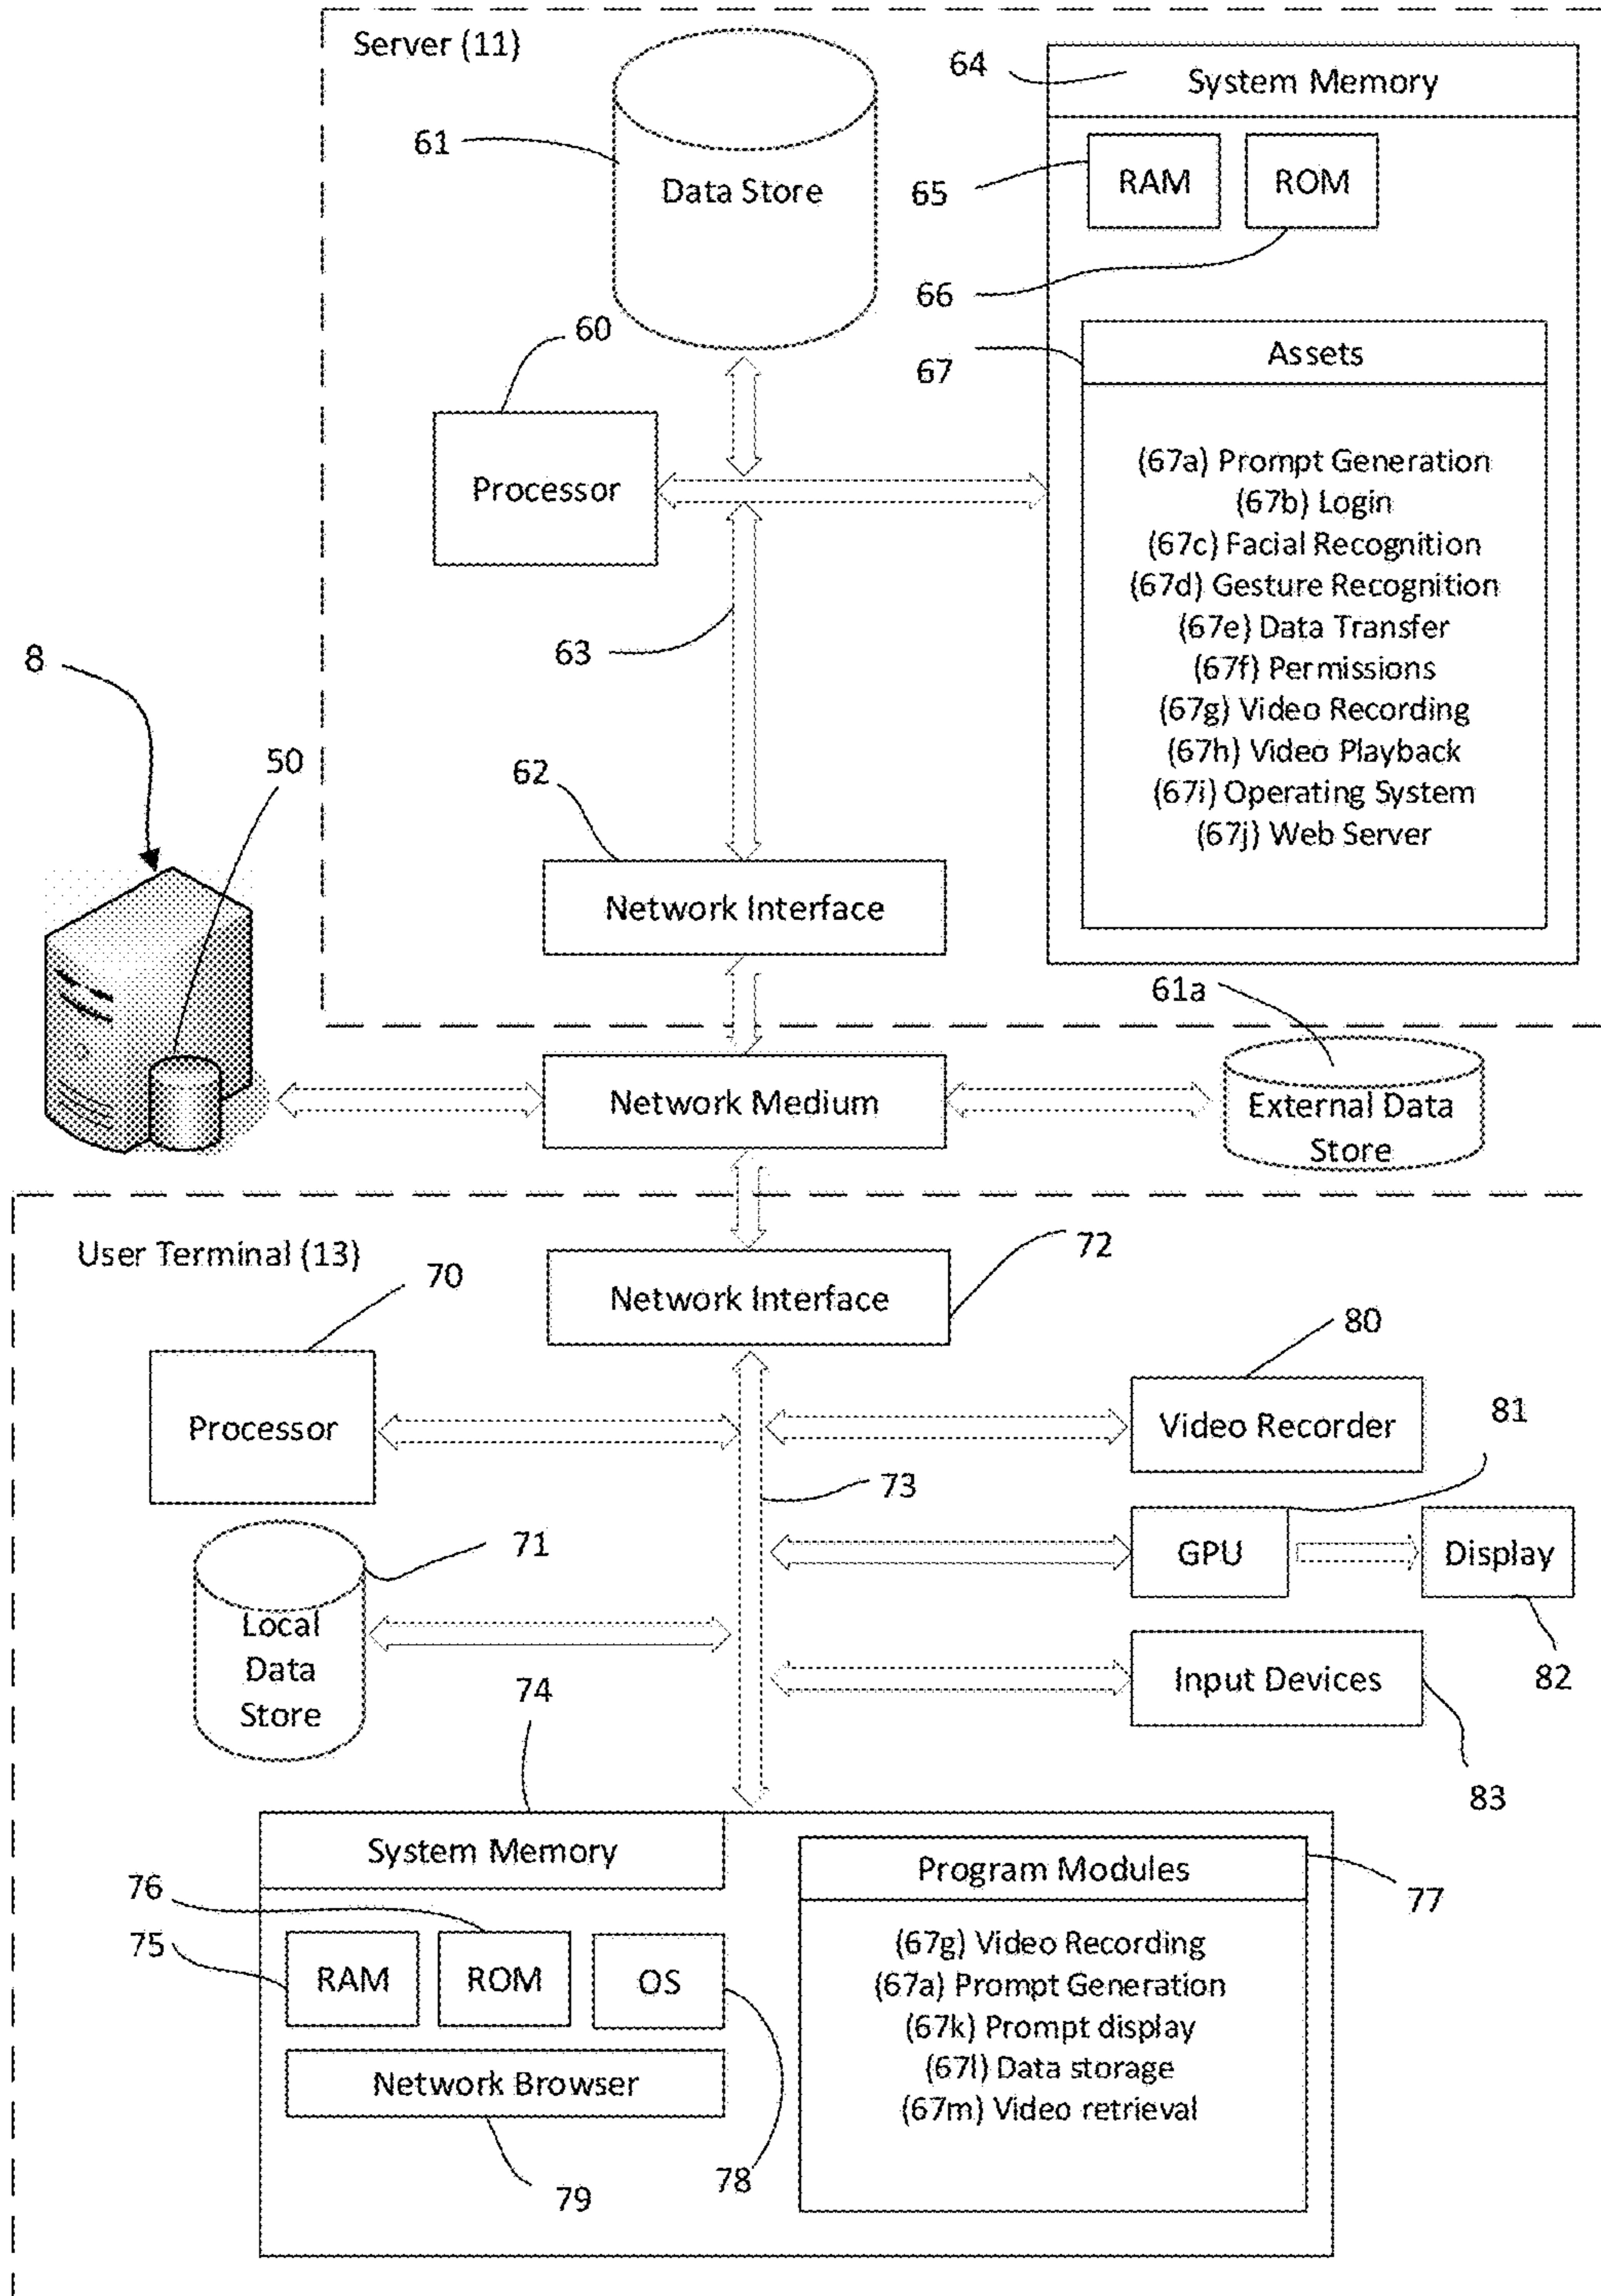 Server (11)
64
System Memory
61
Data Store
65
RAM
ROM
66
60
67
Assets
Processor
(67a) Prompt Generation
(67b) Login
(67c) Facial Recognition
(67d) Gesture Recognition
(67e) Data Transfer
(67f) Permissions
(67g) Video Recording
(67h) Video Playback
(67i) Operating System
(67j) Web Server
63
8
50
62
Network Interface
61a
Network Medium
External Data
Store
User Terminal (13)
72
70
Network Interface
80
Processor
Video Recorder
81
73
71
GPU
Display
Local
Data
Store
74
Input Devices
82
83
System Memory
Program Modules
76
77
75
RAM
ROM
OS
(67g) Video Recording
(67a) Prompt Generation
(67k) Prompt display
(67l) Data storage
(67m) Video retrieval
Network Browser
78
79